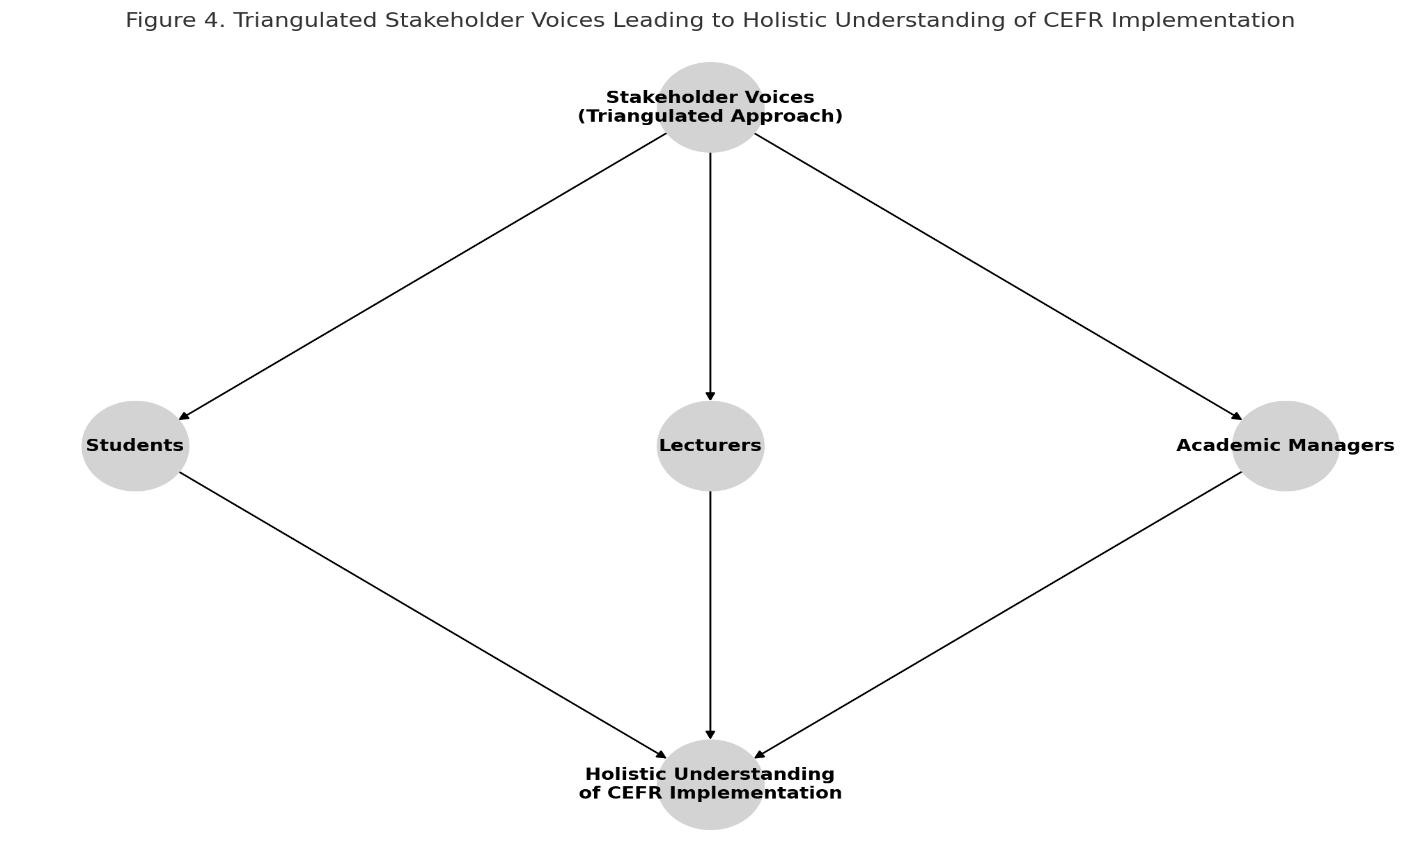 Figure 4. Triangulated Stakeholder Voices Leading to Holistic Understanding of CEFR Implementation
Stakeholder Voices
(Triangulated Approach)
Students
Lecturers
Academic Managers
Holistic Understanding
of CEFR Implementation